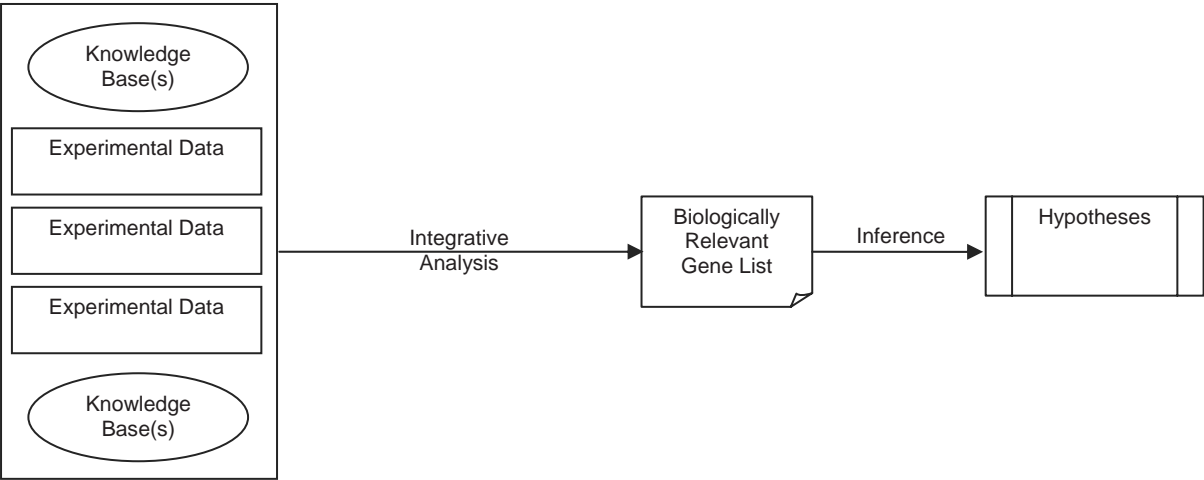 Knowledge
Base(s)
Experimental Data
Experimental Data
Experimental Data
Knowledge
Base(s)
Integrative
Analysis
Biologically
Relevant
Gene List
Inference
Hypotheses